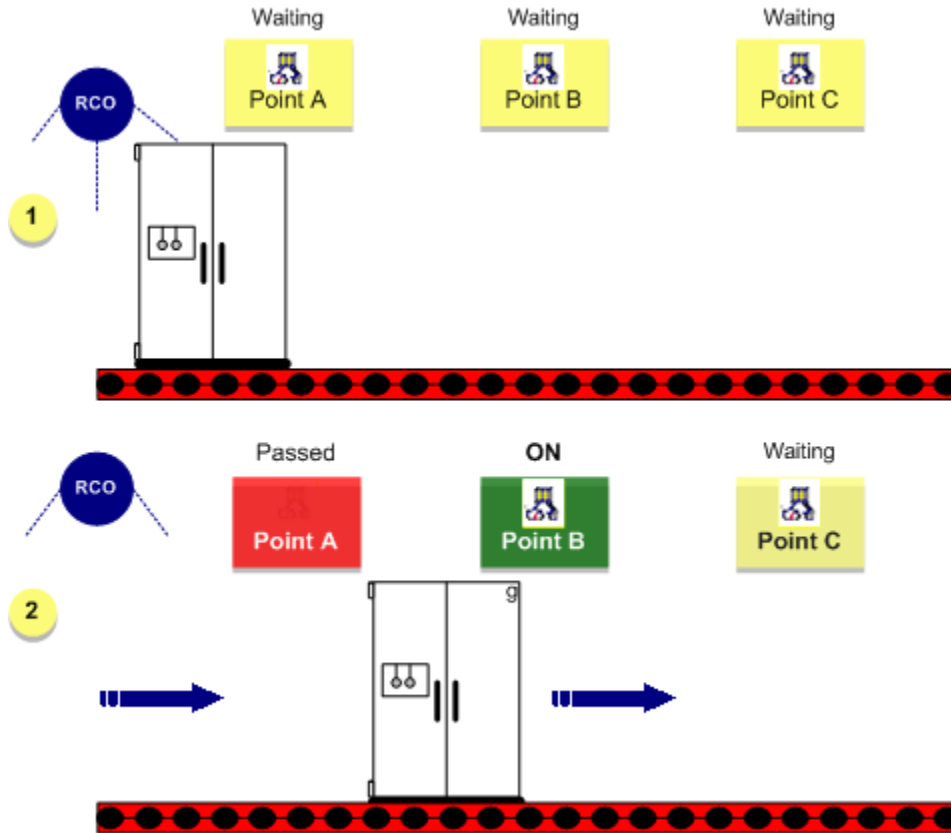 Waiting
Waiting
Waiting
RCO
Point A
Point B
Point C
1
Passed
ON
Waiting
RCO
Point A
Point B
Point C
g
2